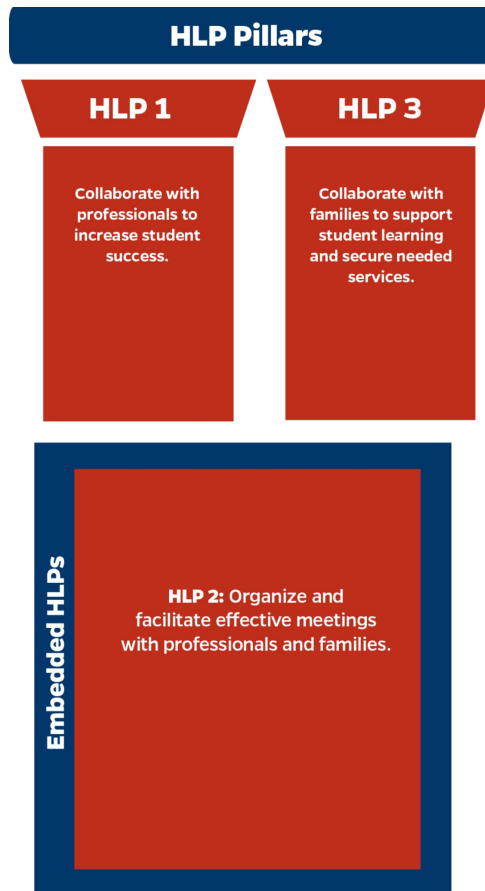 HLP Pillars
HLP 1
Collaborate with
professionals to
increase student
success.
HLP 3
Collaborate with
families to support
student learning
and secure needed
services.
Embedded HLPs
HLP 2: Organize and
facilitate effective meetings
with professionals and families.